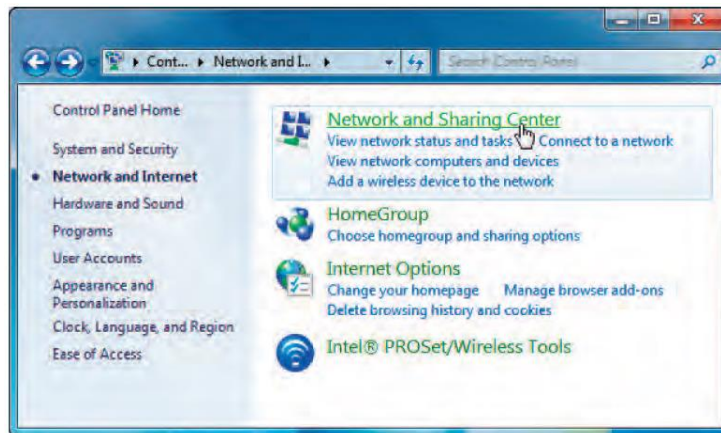 Cont... Network and I...
Search Control Panel
Control Panel Home
System and Security
Network and Internet
Hardware and Sound
Programs
User Accounts
Appearance and
Personalization
Clock, Language, and Region
Ease of Access
Network and Sharing Center
View network status and tasks Connect to a network
View network computers and devices
Add a wireless device to the network
HomeGroup
Choose homegroup and sharing options
Internet Options
Change your homepage Manage browser add-ons
Delete browsing history and cookies
Intel® PROSet/Wireless Tools